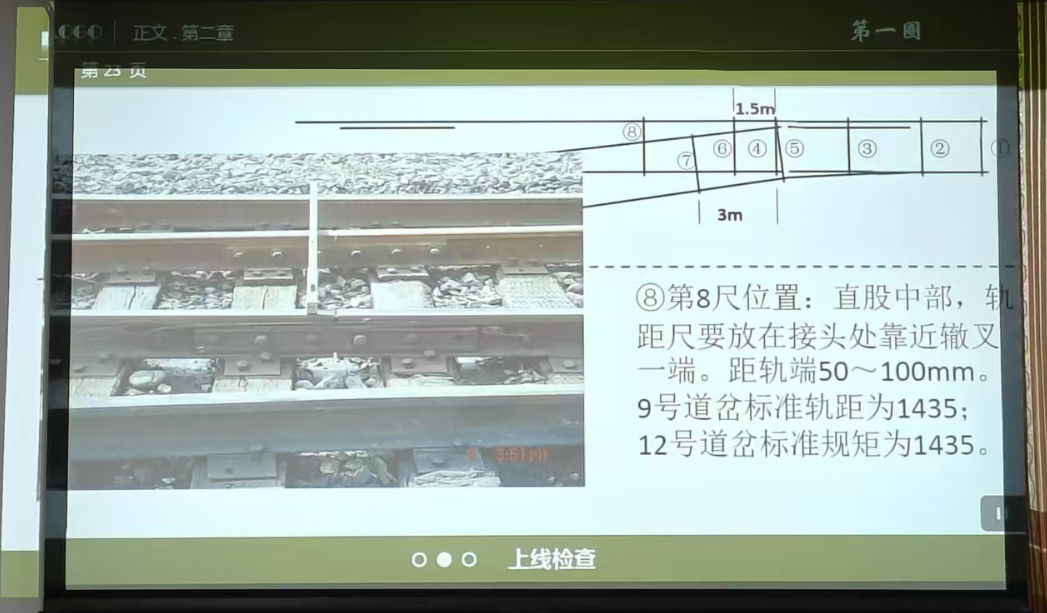 正文 . 第二章
第一圈
第 23 页
1.5m
⑧
⑦
⑥
④
⑤
③
②
①
3m
⑧第8尺位置：直股中部，轨
距尺要放在接头处靠近辙叉
一端。距轨端50～100mm。
9号道岔标准轨距为1435；
12号道岔标准规矩为1435。
上线检查